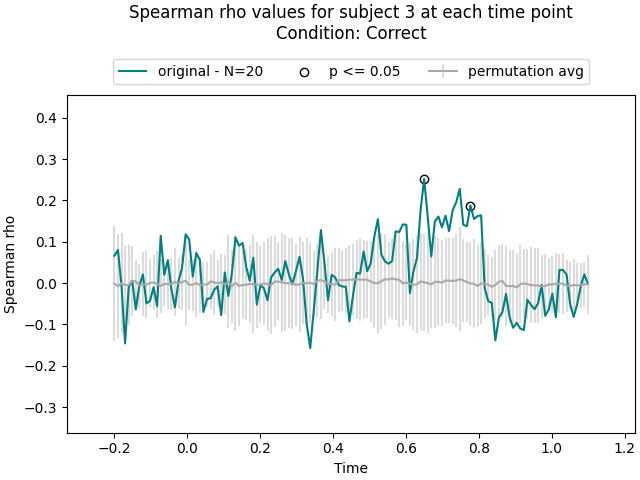 Spearman rho values for subject 3 at each time point
Condition: Correct
original - N=20
p <= 0.05
permutation avg
0.4
0.3
0.2
0.1
0.0
−0.1
−0.2
−0.3
Spearman rho
−0.2
0.0
0.2
0.4
0.6
0.8
1.0
1.2
Time